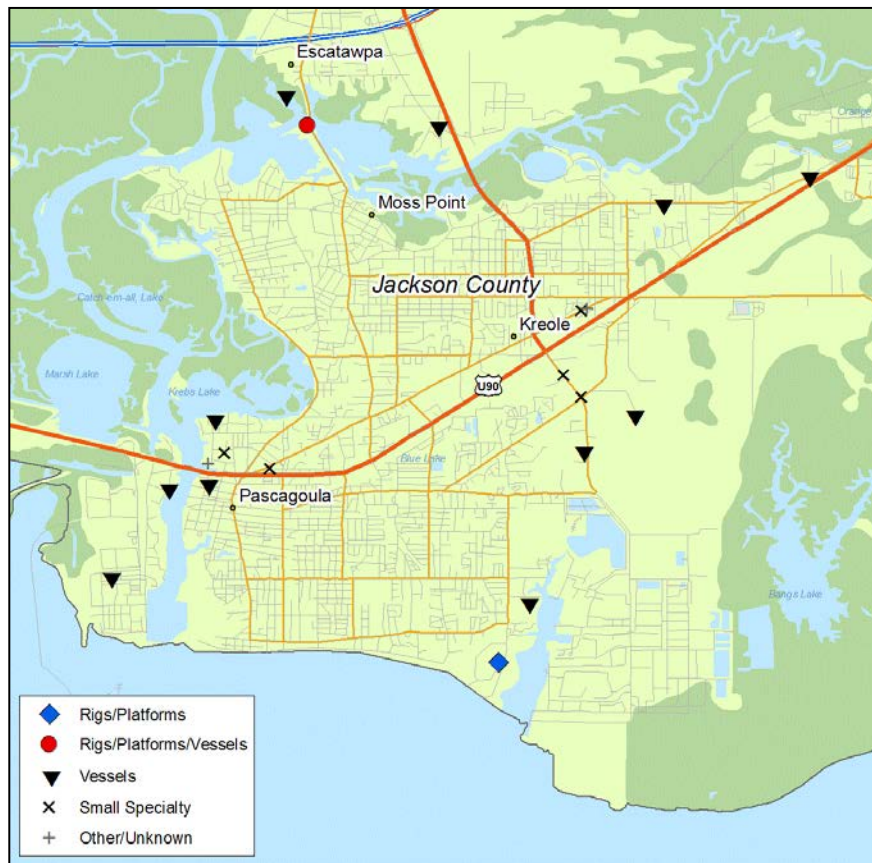 Escatawpa
Moss Point
Jackson County
Catch-em-all, Lake
Kreole
Marsh Lake
Krebs Lake
U90
Blue Lake
Pascagoula
Bangs Lake
Rigs/Platforms
Rigs/Platforms/Vessels
Vessels
Small Specialty
Other/Unknown